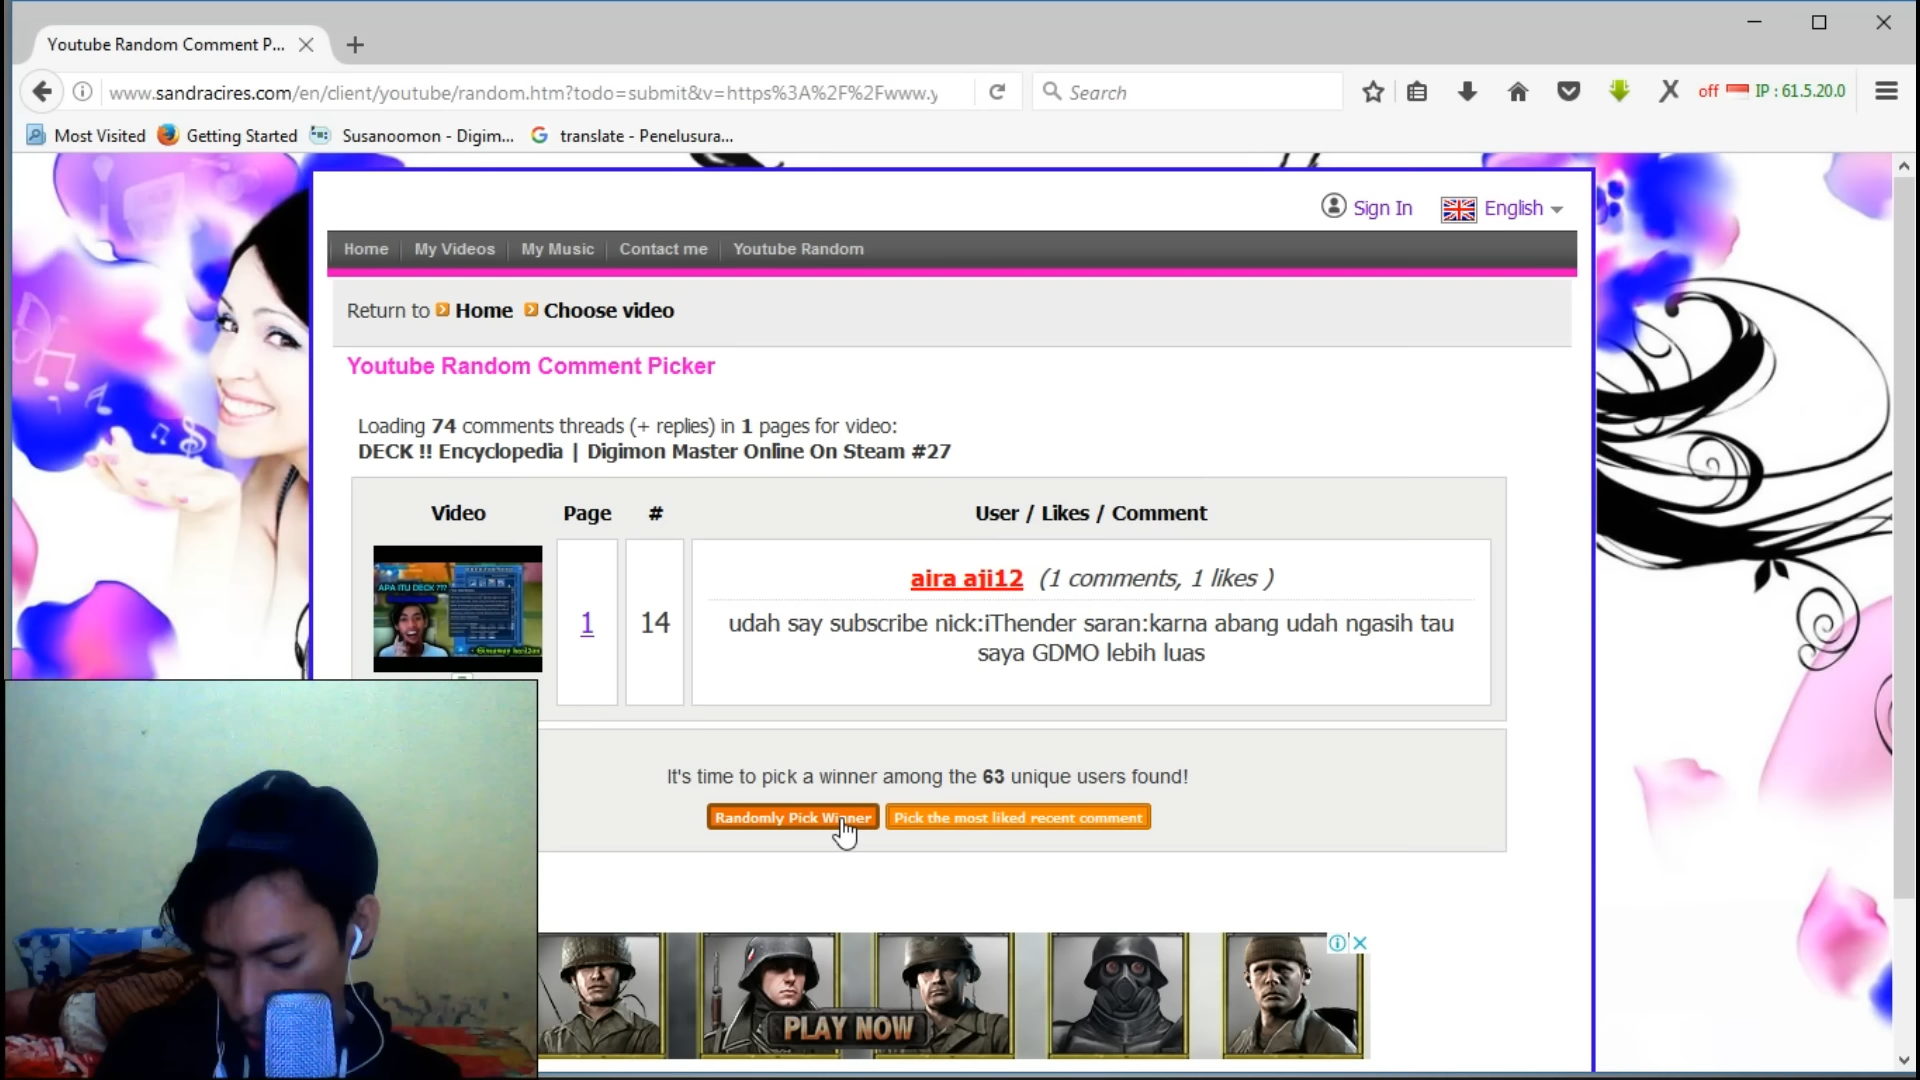 Youtube Random Comment P...
www.sandracires.com/en/client/youtube/random.htm?todo=submit&v=https%3A%2F%2Fwww.y
Search
off IP : 61.5.20.0
Most Visited Getting Started Susanoomon - Digim... translate - Penelusura...
Sign In English
Home My Videos My Music Contact me Youtube Random
Return to Home Choose video
Youtube Random Comment Picker
Loading 74 comments threads (+ replies) in 1 pages for video:
DECK !! Encyclopedia | Digimon Master Online On Steam #27
Video Page # User / Likes / Comment
APA ITU DECK ???
aira aji12 (1 comments, 1 likes )
1 14 udah say subscribe nick:iThender saran:karna abang udah ngasih tau
saya GDMO lebih luas
It's time to pick a winner among the 63 unique users found!
Randomly Pick Winner Pick the most liked recent comment
PLAY NOW